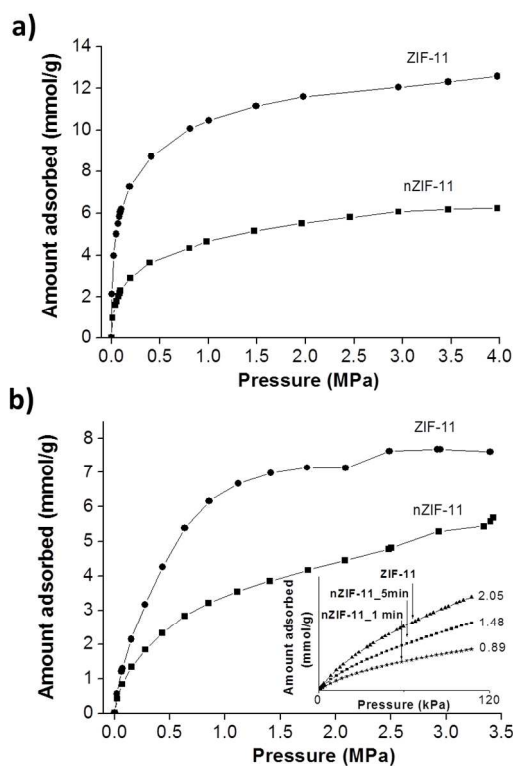 a)
14
12
10
8
6
4
2
0
Amount adsorbed (mmol/g)
ZIF-11
nZIF-11
0.0 0.5 1.0 1.5 2.0 2.5 3.0 3.5 4.0
Pressure (MPa)
b)
8
7
6
5
4
3
2
1
0
Amount adsorbed (mmol/g)
ZIF-11
nZIF-11
ZIF-11
nZIF-11_5min
nZIF-11_1 min
Amount adsorbed
(mmol/g)
2.05
1.48
0.89
0 120
Pressure (kPa)
0.0 0.5 1.0 1.5 2.0 2.5 3.0 3.5
Pressure (MPa)